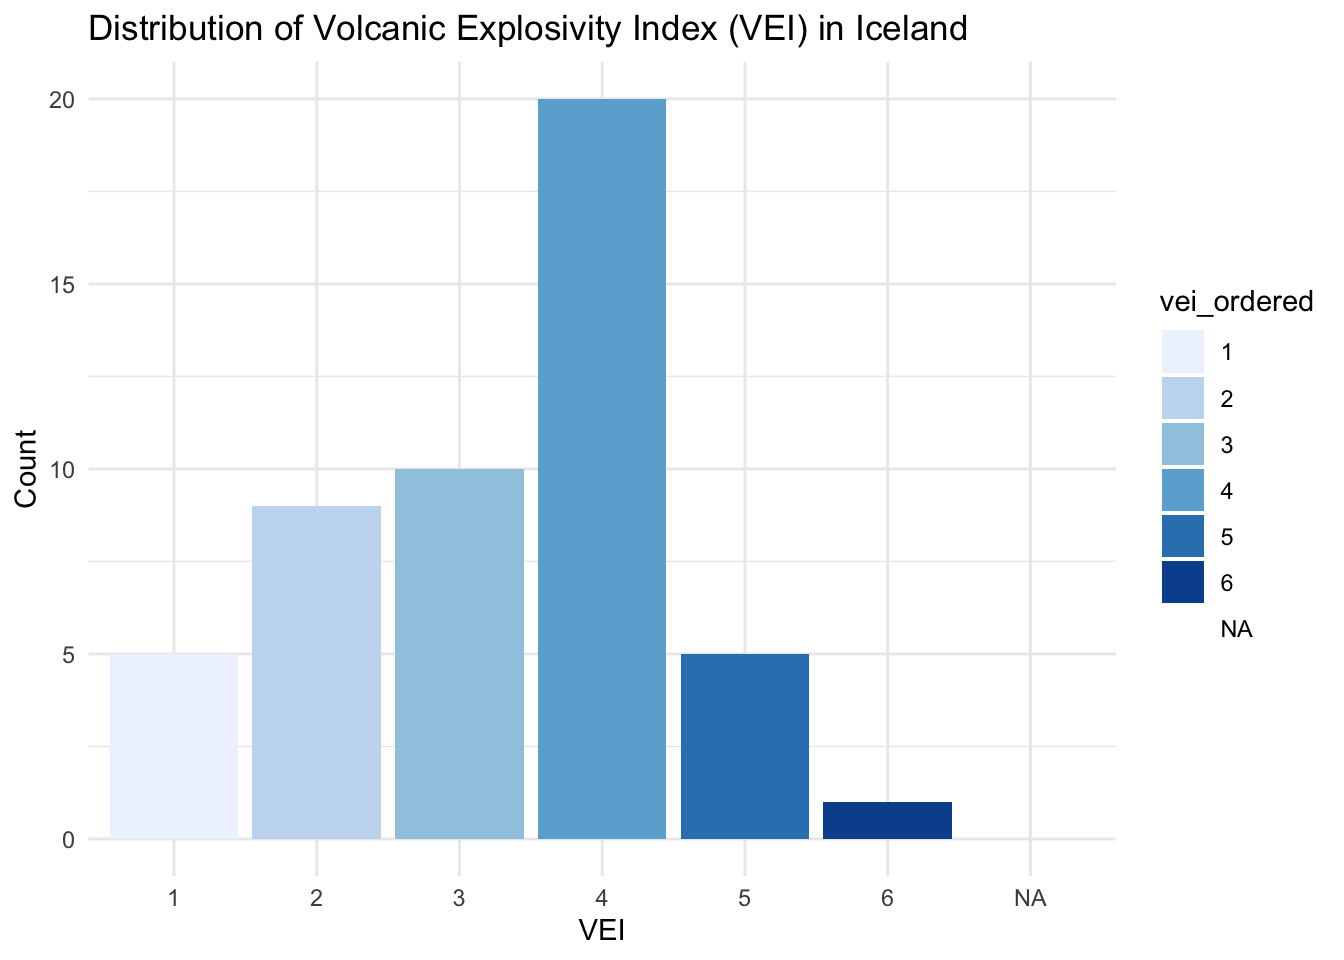 Distribution of Volcanic Explosivity Index (VEI) in Iceland
20
15
10
5
0
Count
1 2 3 4 5 6 NA
VEI
vei_ordered
1
2
3
4
5
6
NA